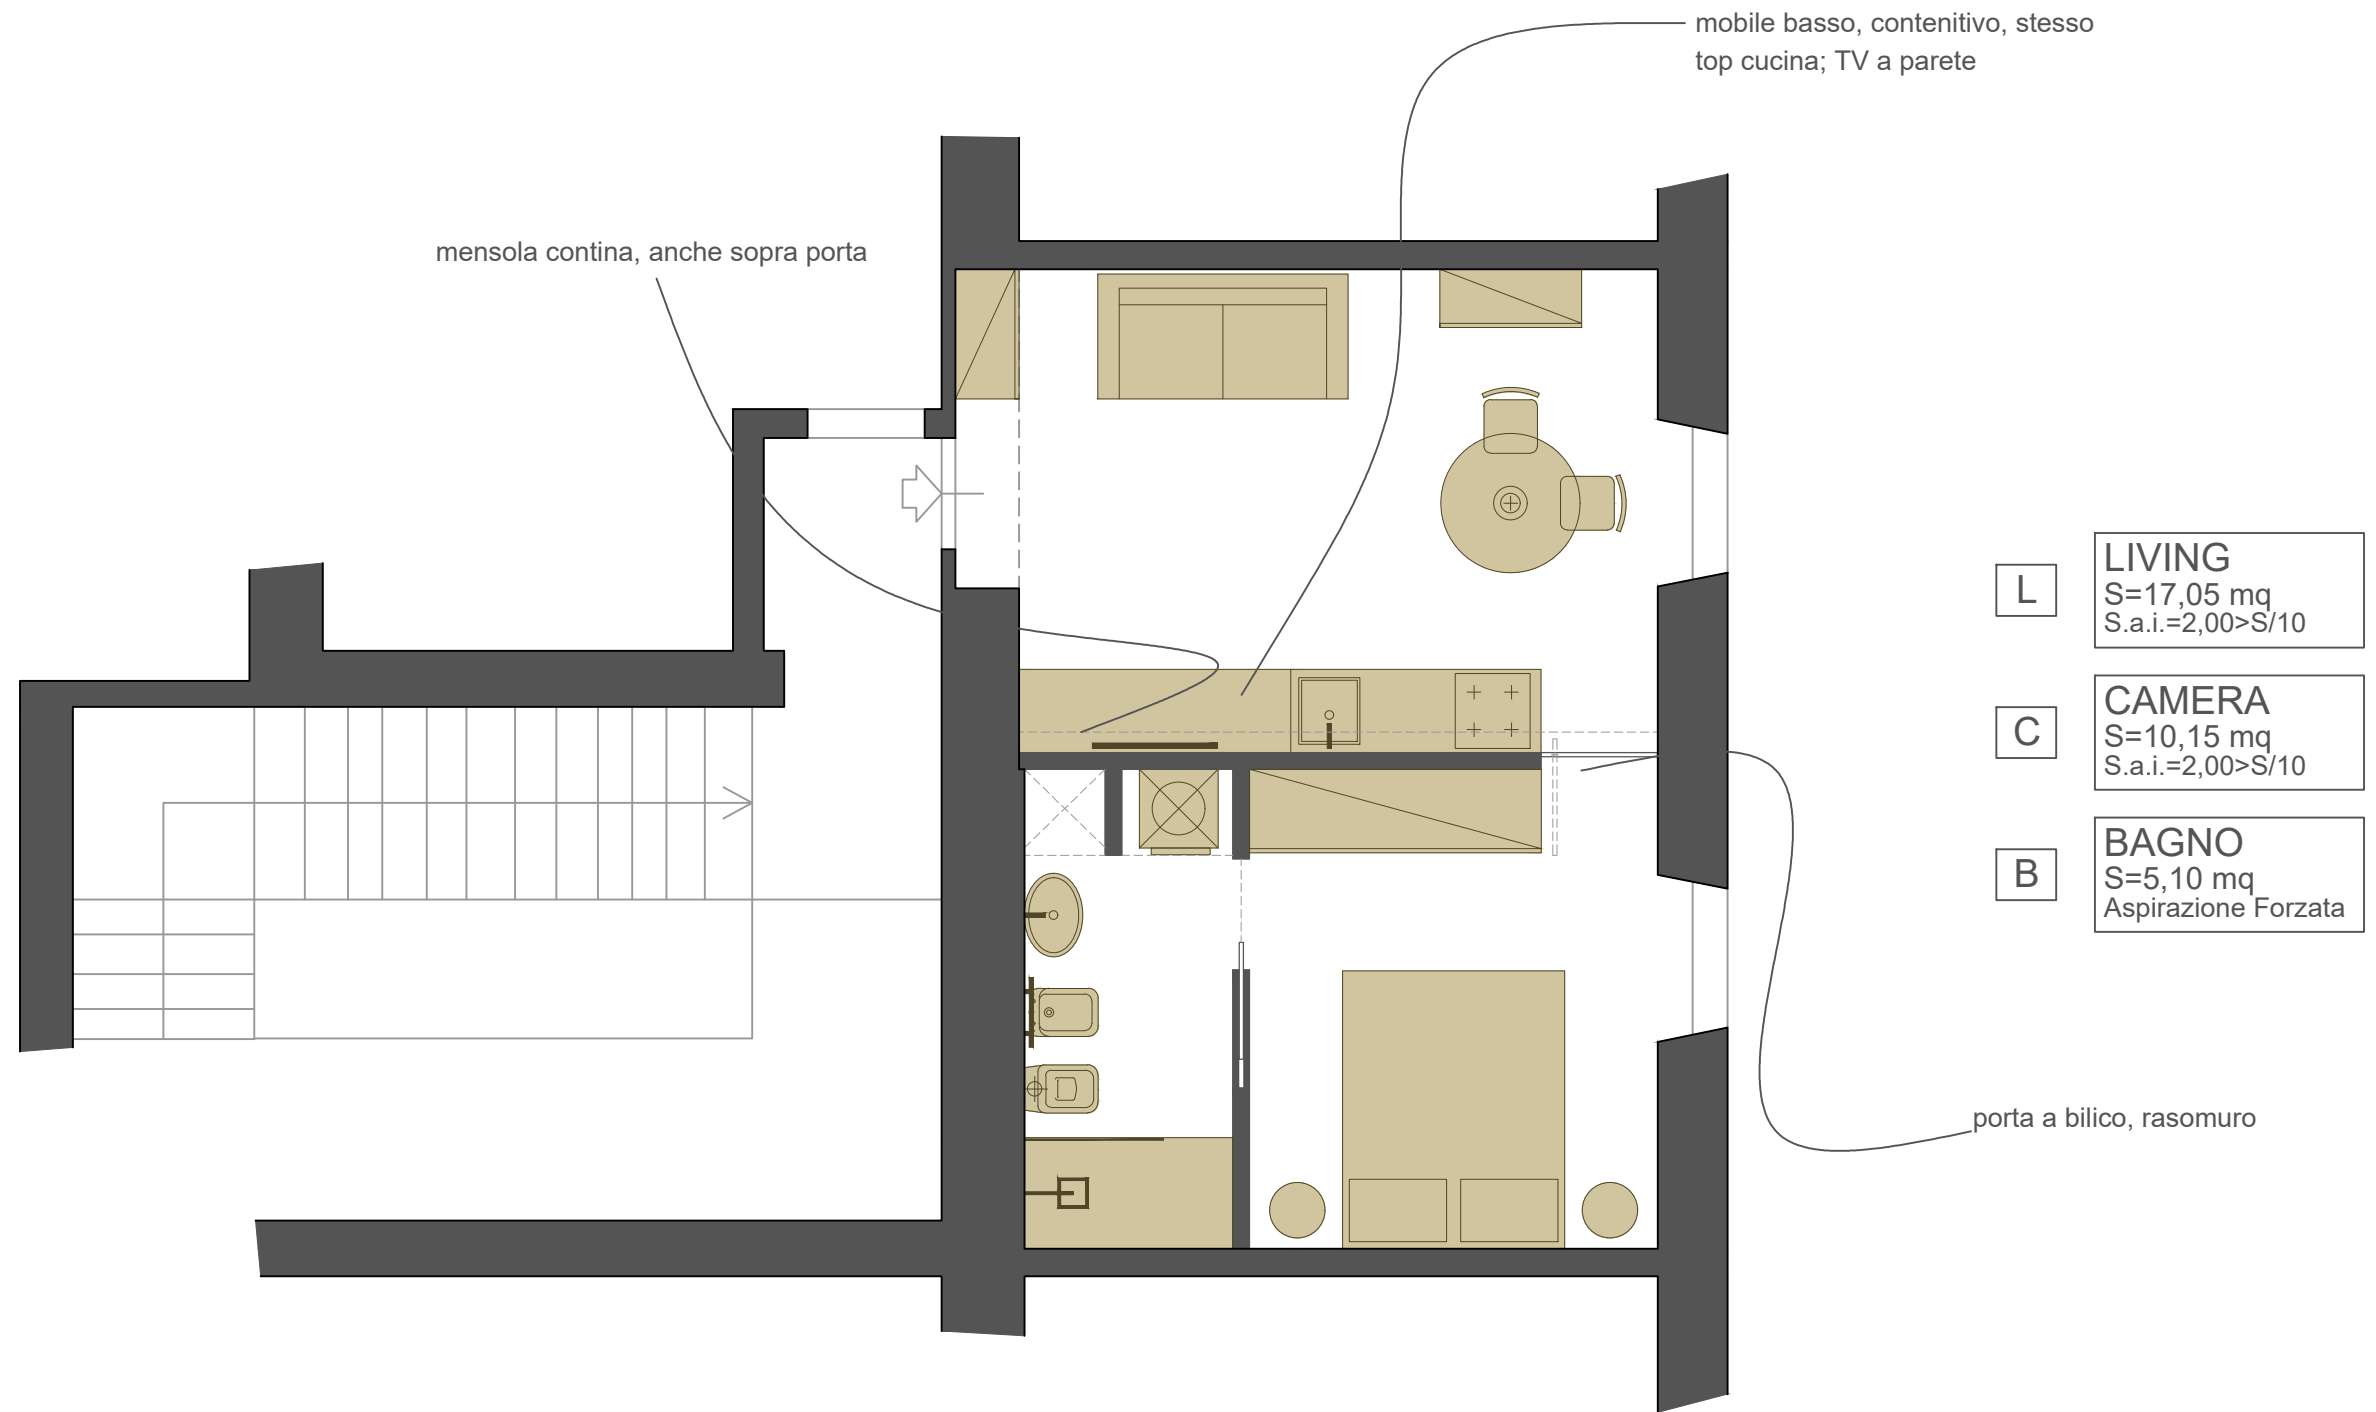 mobile basso, contenitivo, stesso
top cucina; TV a parete
mensola contina, anche sopra porta
L
LIVING
S=17,05 mq
S.a.i.=2,00>S/10
C
CAMERA
S=10,15 mq
S.a.i.=2,00>S/10
B
BAGNO
S=5,10 mq
Aspirazione Forzata
porta a bilico, rasomuro